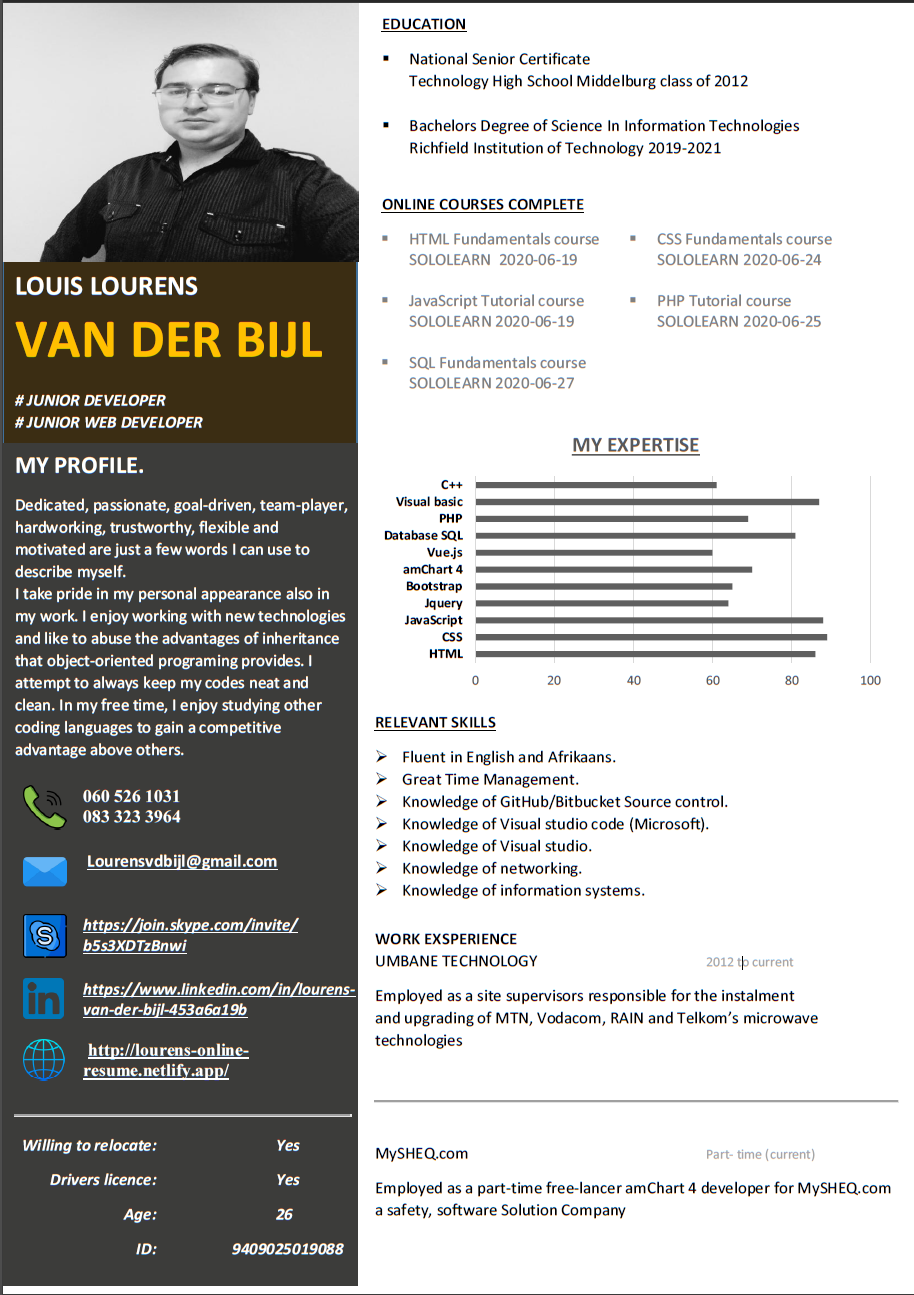 LOUIS LOURENS
VAN DER BIJL
# JUNIOR DEVELOPER
# JUNIOR WEB DEVELOPER
MY PROFILE.
Dedicated, passionate, goal-driven, team-player,
hardworking, trustworthy, flexible and
motivated are just a few words I can use to
describe myself.
I take pride in my personal appearance also in
my work. I enjoy working with new technologies
and like to abuse the advantages of inheritance
that object-oriented programing provides. I
attempt to always keep my codes neat and
clean. In my free time, I enjoy studying other
coding languages to gain a competitive
advantage above others.
060 526 1031
083 323 3964
Lourensvdbijl@gmail.com
https://join.skype.com/invite/
b5s3XDTzBnwi
https://www.linkedin.com/in/lourens-
van-der-bijl-453a6a19b
http://lourens-online-
resume.netlify.app/
Willing to relocate: Yes
Drivers licence: Yes
Age: 26
ID: 9409025019088
EDUCATION
▪ National Senior Certificate
Technology High School Middelburg class of 2012
▪ Bachelors Degree of Science In Information Technologies
Richfield Institution of Technology 2019-2021
ONLINE COURSES COMPLETE
▪ HTML Fundamentals course
SOLOLEARN 2020-06-19
▪ CSS Fundamentals course
SOLOLEARN 2020-06-24
▪ JavaScript Tutorial course
SOLOLEARN 2020-06-19
▪ PHP Tutorial course
SOLOLEARN 2020-06-25
▪ SQL Fundamentals course
SOLOLEARN 2020-06-27
MY EXPERTISE
C++
Visual basic
PHP
Database SQL
Vue.js
amChart 4
Bootstrap
Jquery
JavaScript
CSS
HTML
0 20 40 60 80 100
RELEVANT SKILLS
➢ Fluent in English and Afrikaans.
➢ Great Time Management.
➢ Knowledge of GitHub/Bitbucket Source control.
➢ Knowledge of Visual studio code (Microsoft).
➢ Knowledge of Visual studio.
➢ Knowledge of networking.
➢ Knowledge of information systems.
WORK EXSPERIENCE
UMBANE TECHNOLOGY 2012 to current
Employed as a site supervisors responsible for the instalment
and upgrading of MTN, Vodacom, RAIN and Telkom's microwave
technologies
MySHEQ.com Part- time (current)
Employed as a part-time free-lancer amChart 4 developer for MySHEQ.com
a safety, software Solution Company